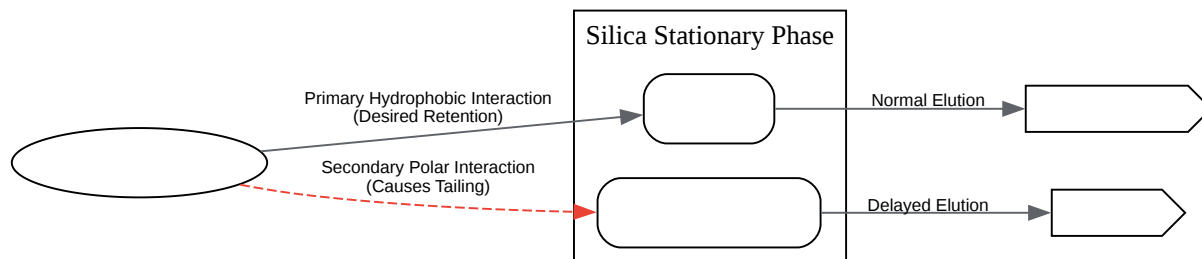 Silica Stationary Phase
Primary Hydrophobic Interaction
(Desired Retention)
Normal Elution
Secondary Polar Interaction
(Causes Tailing)
Delayed Elution